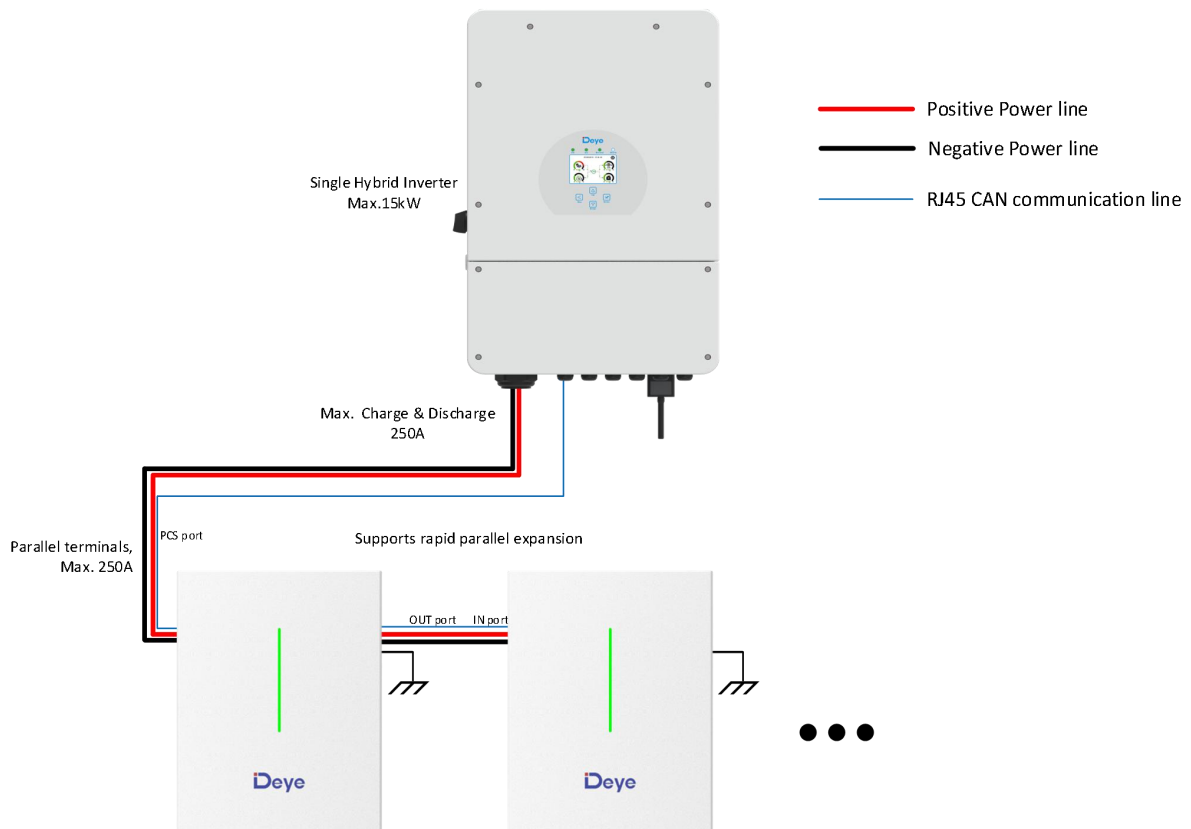 Deye
Positive Power line
Negative Power line
RJ45 CAN communication line
Single Hybrid Inverter
Max.15kW
Max. Charge & Discharge
250A
PCS port
Parallel terminals,
Max. 250A
Supports rapid parallel expansion
OUT port
IN port
Deye
Deye